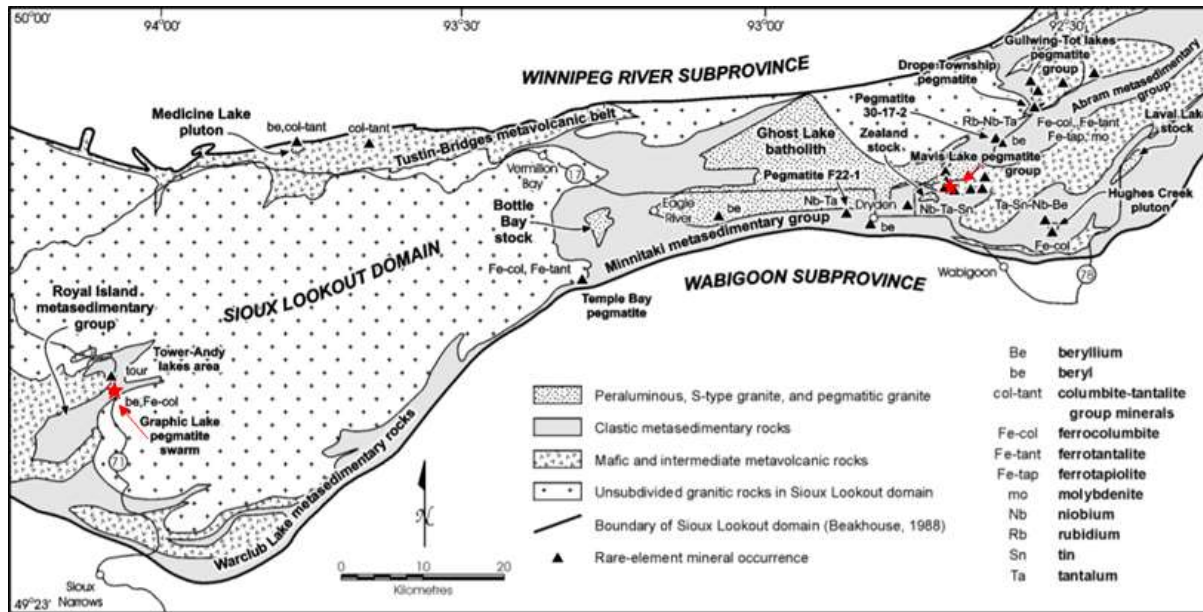 50°00'
94°00'
93°30'
93°00'
92°30'
WINNIPEG RIVER SUBPROVINCE
Gullwing-Tot lakes
pegmatite
group
Drope Township
pegmatite
Abram metasedimentary
group
Medicine Lake
pluton
be,col-tant
col-tant
Tustin-Bridges metavolcanic belt
Pegmatite
30-17-2
Rb-Nb-Ta
be
Fe-col, Fe-tant
Fe-tap, mo
Laval Lake
stock
Ghost Lake
batholith
Zealand
stock
Mavis Lake pegmatite
group
Vermilion
Bay
17
Pegmatite F22-1
Hughes Creek
pluton
Bottle
Bay
stock
Eagle
River
be
Nb-Ta
Dryden
Nb-Ta-Sn
Ta-Sn-Nb-Be
be
Fe-col
Minnitaki metasedimentary group
SIOUX LOOKOUT DOMAIN
Fe-col, Fe-tant
Temple Bay
pegmatite
WABIGOON SUBPROVINCE
Wabigoon
78
Royal Island
metasedimentary
group
Tower-Andy
lakes area
tour
be,Fe-col
Graphic Lake
pegmatite
swarm
71
Warclub Lake metasedimentary rocks
Sioux
Narrows
49°23'
N
0 10 20
Kilometres
Peraluminous, S-type granite, and pegmatitic granite
Clastic metasedimentary rocks
Mafic and intermediate metavolcanic rocks
Unsubdivided granitic rocks in Sioux Lookout domain
Boundary of Sioux Lookout domain (Beakhouse, 1988)
Rare-element mineral occurrence
Be beryllium
be beryl
col-tant columbite-tantalite
group minerals
Fe-col ferrocolumbite
Fe-tant ferrotantalite
Fe-tap ferrotapiolite
mo molybdenite
Nb niobium
Rb rubidium
Sn tin
Ta tantalum